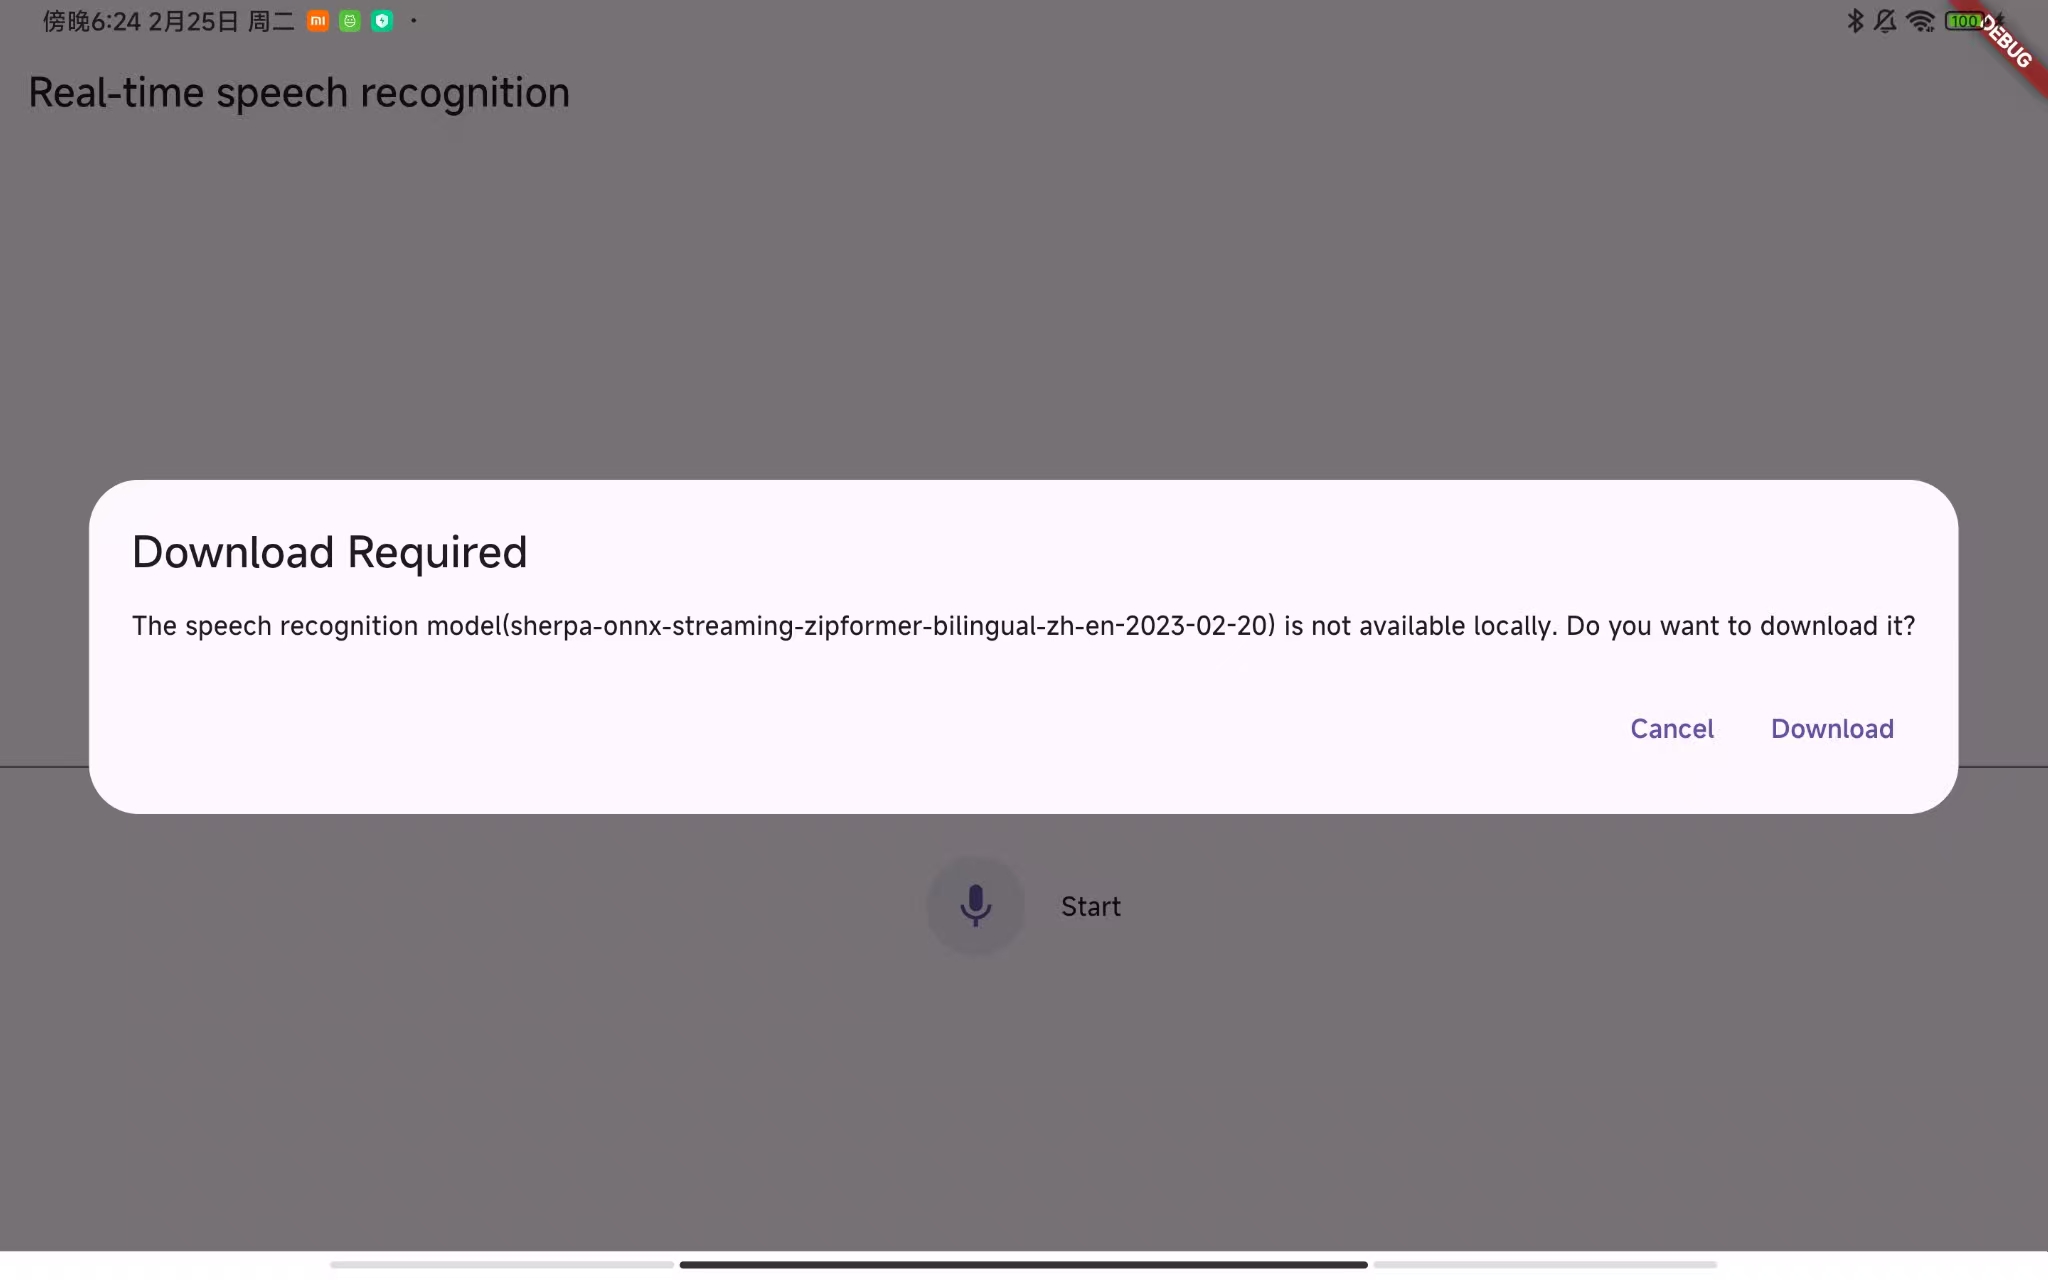 傍晚6:24 2月25日 周二
mi
100
DEBUG
Real-time speech recognition
Download Required
The speech recognition model(sherpa-onnx-streaming-zipformer-bilingual-zh-en-2023-02-20) is not available locally. Do you want to download it?
Cancel
Download
Start